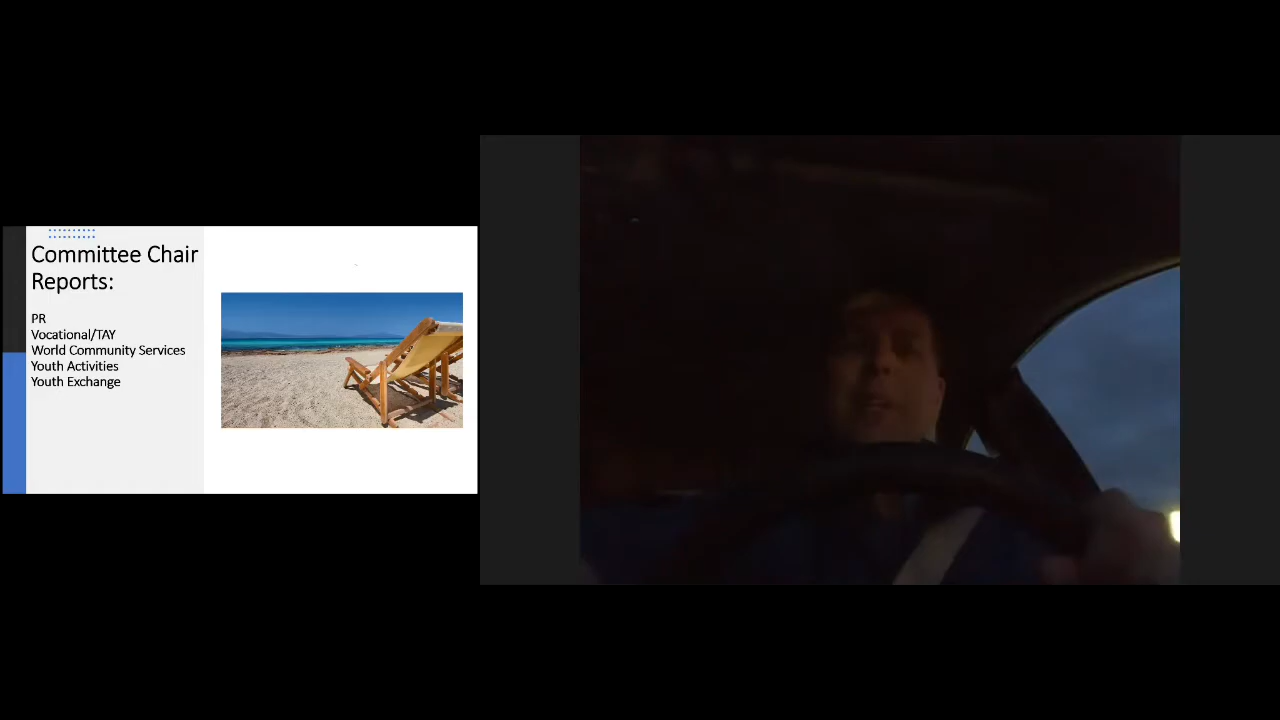 Committee Chair
Reports:
PR
Vocational/TAY
World Community Services
Youth Activities
Youth Exchange